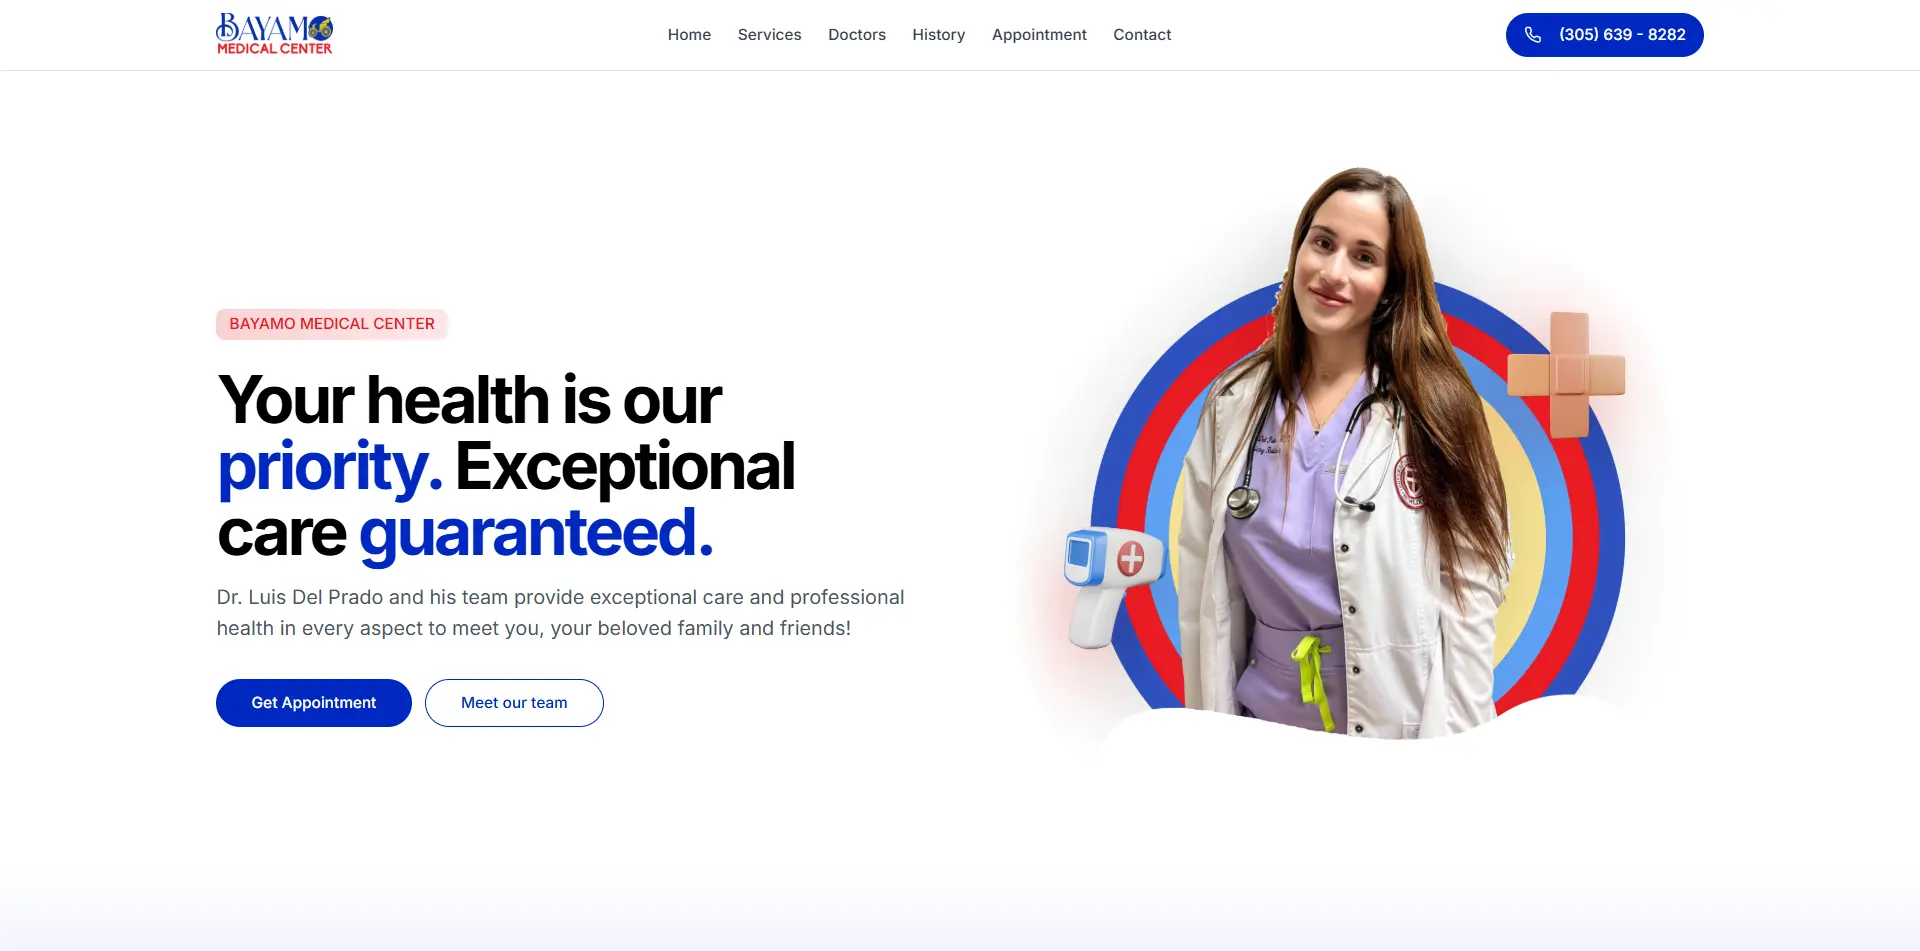 BAYAMO
MEDICAL CENTER
Home
Services
Doctors
History
Appointment
Contact
(305) 639 - 8282
BAYAMO MEDICAL CENTER
Your health is our
priority. Exceptional
care guaranteed.
Dr. Luis Del Prado and his team provide exceptional care and professional
health in every aspect to meet you, your beloved family and friends!
Get Appointment
Meet our team